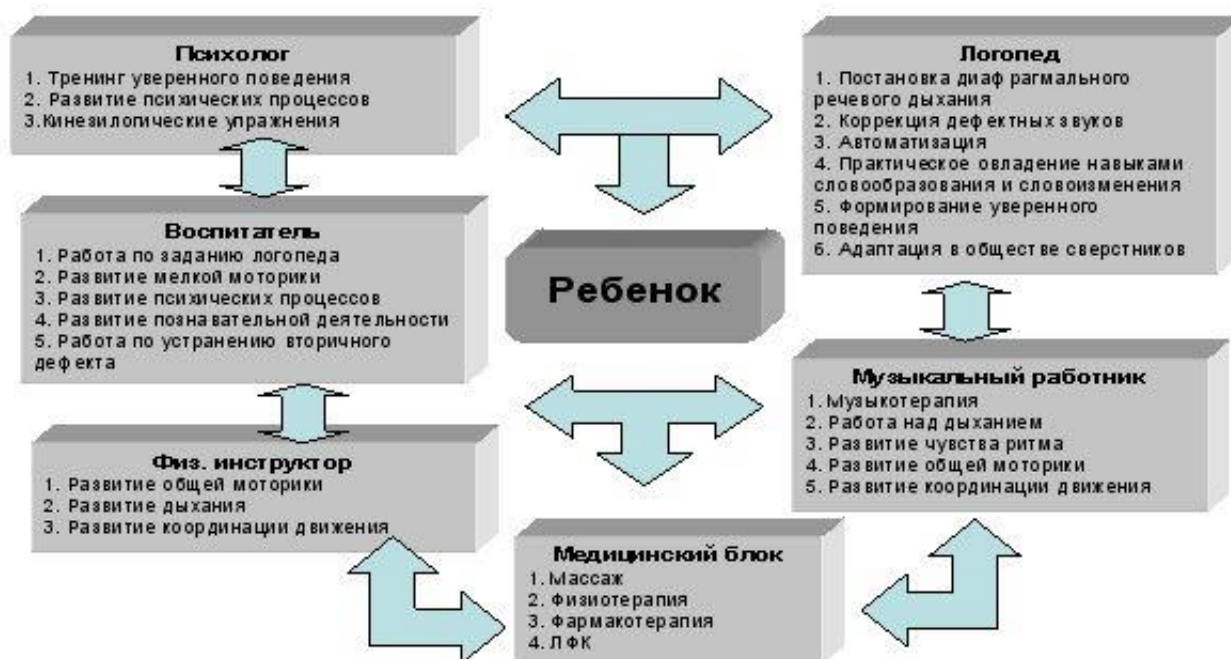 Психолог
1. Тренинг уверенного поведения
2. Развитие психических процессов
3.Кинезилогические упражнения
Логопед
1. Постановка диаф рагмального
речевого дыхания
2. Коррекция дефектных звуков
3. Автоматизация
4. Практическое овладение навыками
словообразования и словоизменения
5. Формирование уверенного
поведения
6. Адаптация в обществе сверстников
Воспитатель
1. Работа по заданию логопеда
2. Развитие мелкой моторики
3. Развитие психических процессов
4. Развитие познавательной деятельности
5. Работа по устранению вторичного
дефекта
Ребенок
Музыкальный работник
1. Музыкотерапия
2. Работа над дыханием
3. Развитие чувства ритма
4. Развитие общей моторики
5. Развитие координации движения
Физ. инструктор
1. Развитие общей моторики
2. Развитие дыхания
3. Развитие координации движения
Медицинский блок
1. Массаж
2. Физиотерапия
3. Фармакотерапия
4. ЛФК